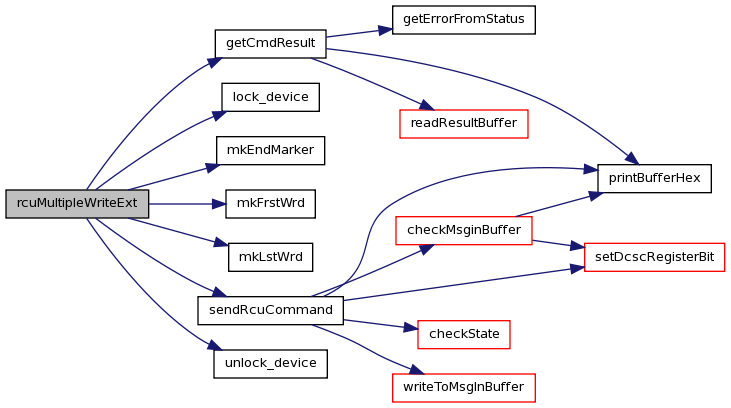 getErrorFromStatus
getCmdResult
lock_device
readResultBuffer
mkEndMarker
printBufferHex
rcuMultipleWriteExt
mkFrstWrd
checkMsginBuffer
mkLstWrd
setDcscRegisterBit
sendRcuCommand
checkState
unlock_device
writeToMsgInBuffer